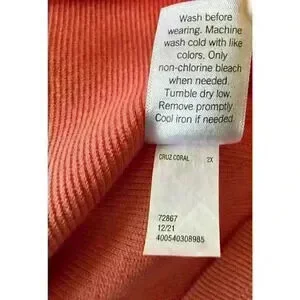 Wash before
wearing. Machine
wash cold with like
colors. Only
non-chlorine bleach
when needed.
Tumble dry low.
Remove promptly.
Cool iron if needed.
CRUZ CORAL 2X
72867
12/21
400540308985